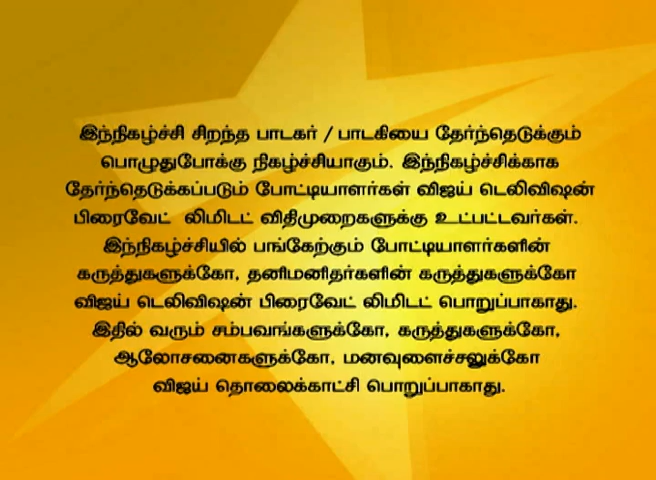 இந்நிகழ்ச்சி சிறந்த பாடகர் / பாடகியை தேர்ந்தெடுக்கும்
பொழுதுபோக்கு நிகழ்ச்சியாகும். இந்நிகழ்ச்சிக்காக
தேர்ந்தெடுக்கப்படும் போட்டியாளர்கள் விஜய் டெலிவிஷன்
பிரைவேட் லிமிடட் விதிமுறைகளுக்கு உட்பட்டவர்கள்.
இந்நிகழ்ச்சியில் பங்கேற்கும் போட்டியாளர்களின்
கருத்துகளுக்கோ, தனிமனிதர்களின் கருத்துகளுக்கோ
விஜய் டெலிவிஷன் பிரைவேட் லிமிடட் பொறுப்பாகாது.
இதில் வரும் சம்பவங்களுக்கோ, கருத்துகளுக்கோ,
ஆலோசனைகளுக்கோ, மனவுளைச்சலுக்கோ
விஜய் தொலைக்காட்சி பொறுப்பாகாது.